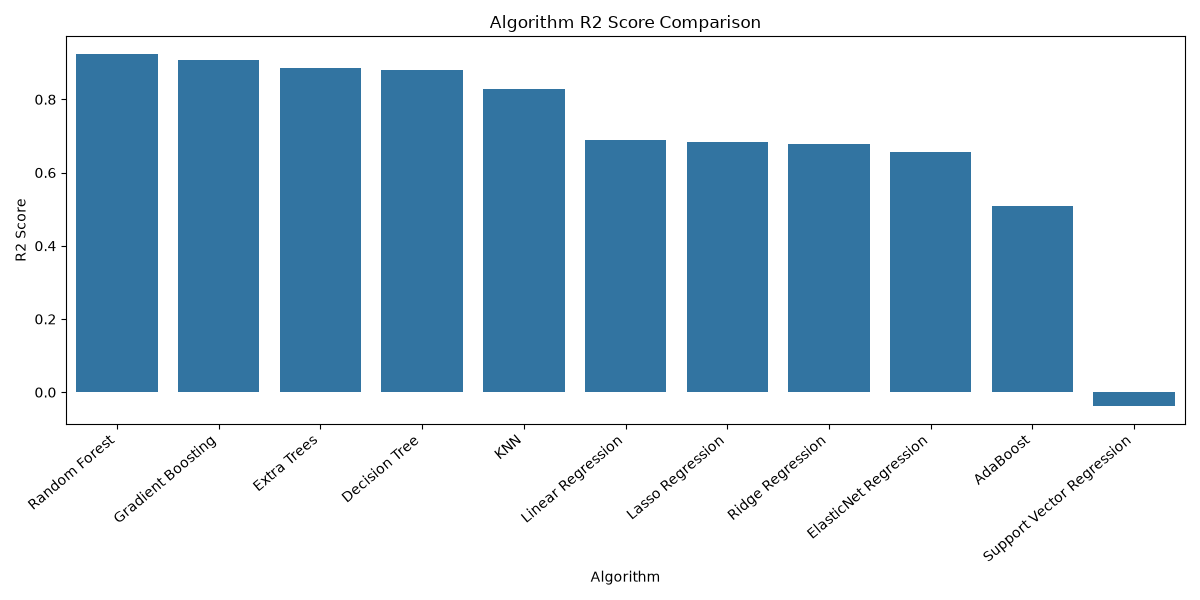 Algorithm R2 Score Comparison
R2 Score
0.8
0.6
0.4
0.2
0.0
Random Forest
Gradient Boosting
Extra Trees
Decision Tree
KNN
Linear Regression
Lasso Regression
Ridge Regression
ElasticNet Regression
AdaBoost
Support Vector Regression
Algorithm